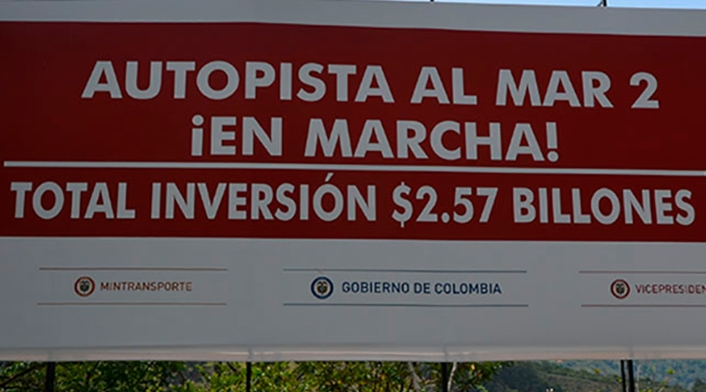 AUTOPISTA AL MAR 2
¡EN MARCHA!
TOTAL INVERSIÓN $2.57 BILLONES
MINTRANSPORTE
GOBIERNO DE COLOMBIA